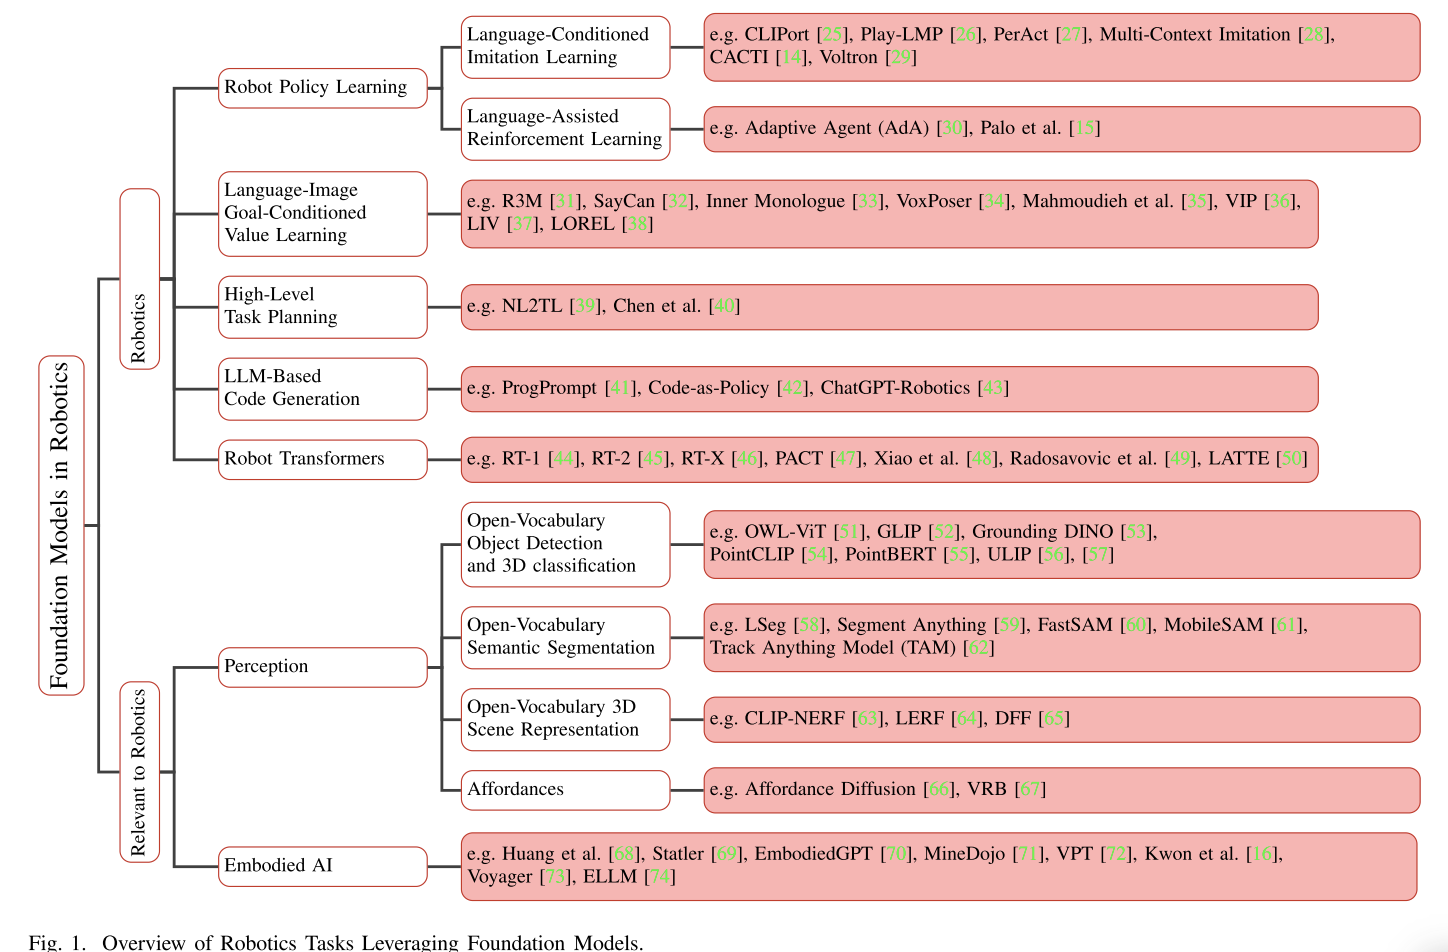 Foundation Models in Robotics
Robotics
Robot Policy Learning
Language-Conditioned
Imitation Learning
e.g. CLIPort [25], Play-LMP [26], PerAct [27], Multi-Context Imitation [28],
CACTI [14], Voltron [29]
Language-Assisted
Reinforcement Learning
e.g. Adaptive Agent (AdA) [30], Palo et al. [15]
Language-Image
Goal-Conditioned
Value Learning
e.g. R3M [31], SayCan [32], Inner Monologue [33], VoxPoser [34], Mahmoudieh et al. [35], VIP [36],
LIV [37], LOREL [38]
High-Level
Task Planning
e.g. NL2TL [39], Chen et al. [40]
LLM-Based
Code Generation
e.g. ProgPrompt [41], Code-as-Policy [42], ChatGPT-Robotics [43]
Robot Transformers
e.g. RT-1 [44], RT-2 [45], RT-X [46], PACT [47], Xiao et al. [48], Radosavovic et al. [49], LATTE [50]
Relevant to Robotics
Perception
Open-Vocabulary
Object Detection
and 3D classification
e.g. OWL-ViT [51], GLIP [52], Grounding DINO [53],
PointCLIP [54], PointBERT [55], ULIP [56], [57]
Open-Vocabulary
Semantic Segmentation
e.g. LSeg [58], Segment Anything [59], FastSAM [60], MobileSAM [61],
Track Anything Model (TAM) [62]
Open-Vocabulary 3D
Scene Representation
e.g. CLIP-NERF [63], LERF [64], DFF [65]
Affordances
e.g. Affordance Diffusion [66], VRB [67]
Embodied AI
e.g. Huang et al. [68], Statler [69], EmbodiedGPT [70], MineDojo [71], VPT [72], Kwon et al. [16],
Voyager [73], ELLM [74]
Fig. 1. Overview of Robotics Tasks Leveraging Foundation Models.